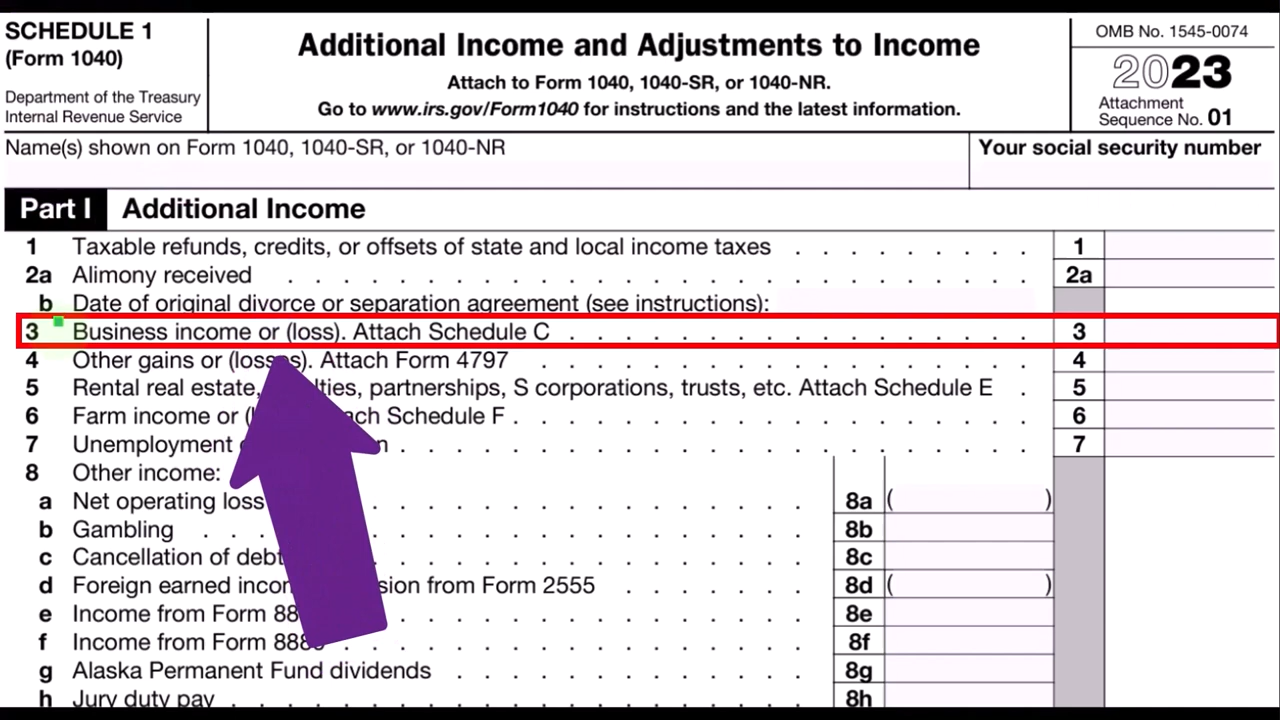 SCHEDULE 1
(Form 1040)
Department of the Treasury
Internal Revenue Service
Additional Income and Adjustments to Income
Attach to Form 1040, 1040-SR, or 1040-NR.
Go to www.irs.gov/Form1040 for instructions and the latest information.
OMB No. 1545-0074
2023
Attachment
Sequence No. 01
Name(s) shown on Form 1040, 1040-SR, or 1040-NR
Your social security number
Part I Additional Income
1 Taxable refunds, credits, or offsets of state and local income taxes . . . . . . . . . 1
2a Alimony received . . . . . . . . . . . . . . . . . . . . . . . . . . . 2a
b Date of original divorce or separation agreement (see instructions):
3 Business income or (loss). Attach Schedule C . . . . . . . . . . . . . . . . . 3
4 Other gains or (losses). Attach Form 4797 . . . . . . . . . . . . . . . . . . 4
5 Rental real estate, partnerships, S corporations, trusts, etc. Attach Schedule E . 5
6 Farm income or Schedule F . . . . . . . . . . . . . . . . . . . 6
7 Unemployment . . . . . . . . . . . . . . . . . . . . . . . 7
8 Other income:
a Net operating loss . . . . . . . . . . . . . . . . 8a ( )
b Gambling . . . . . . . . . . . . . . . . . . . . . 8b
c Cancellation of debt . . . . . . . . . . . . . . . . 8c
d Foreign earned from Form 2555 . . . . . . . 8d ( )
e Income from Form . . . . . . . . . . . . . . . . 8e
f Income from Form . . . . . . . . . . . . . . . . 8f
g Alaska Permanent Fund dividends . . . . . . . . . . . . . 8g
h Jury duty pay . . . . . . . . . . . . . . . . . . . . 8h